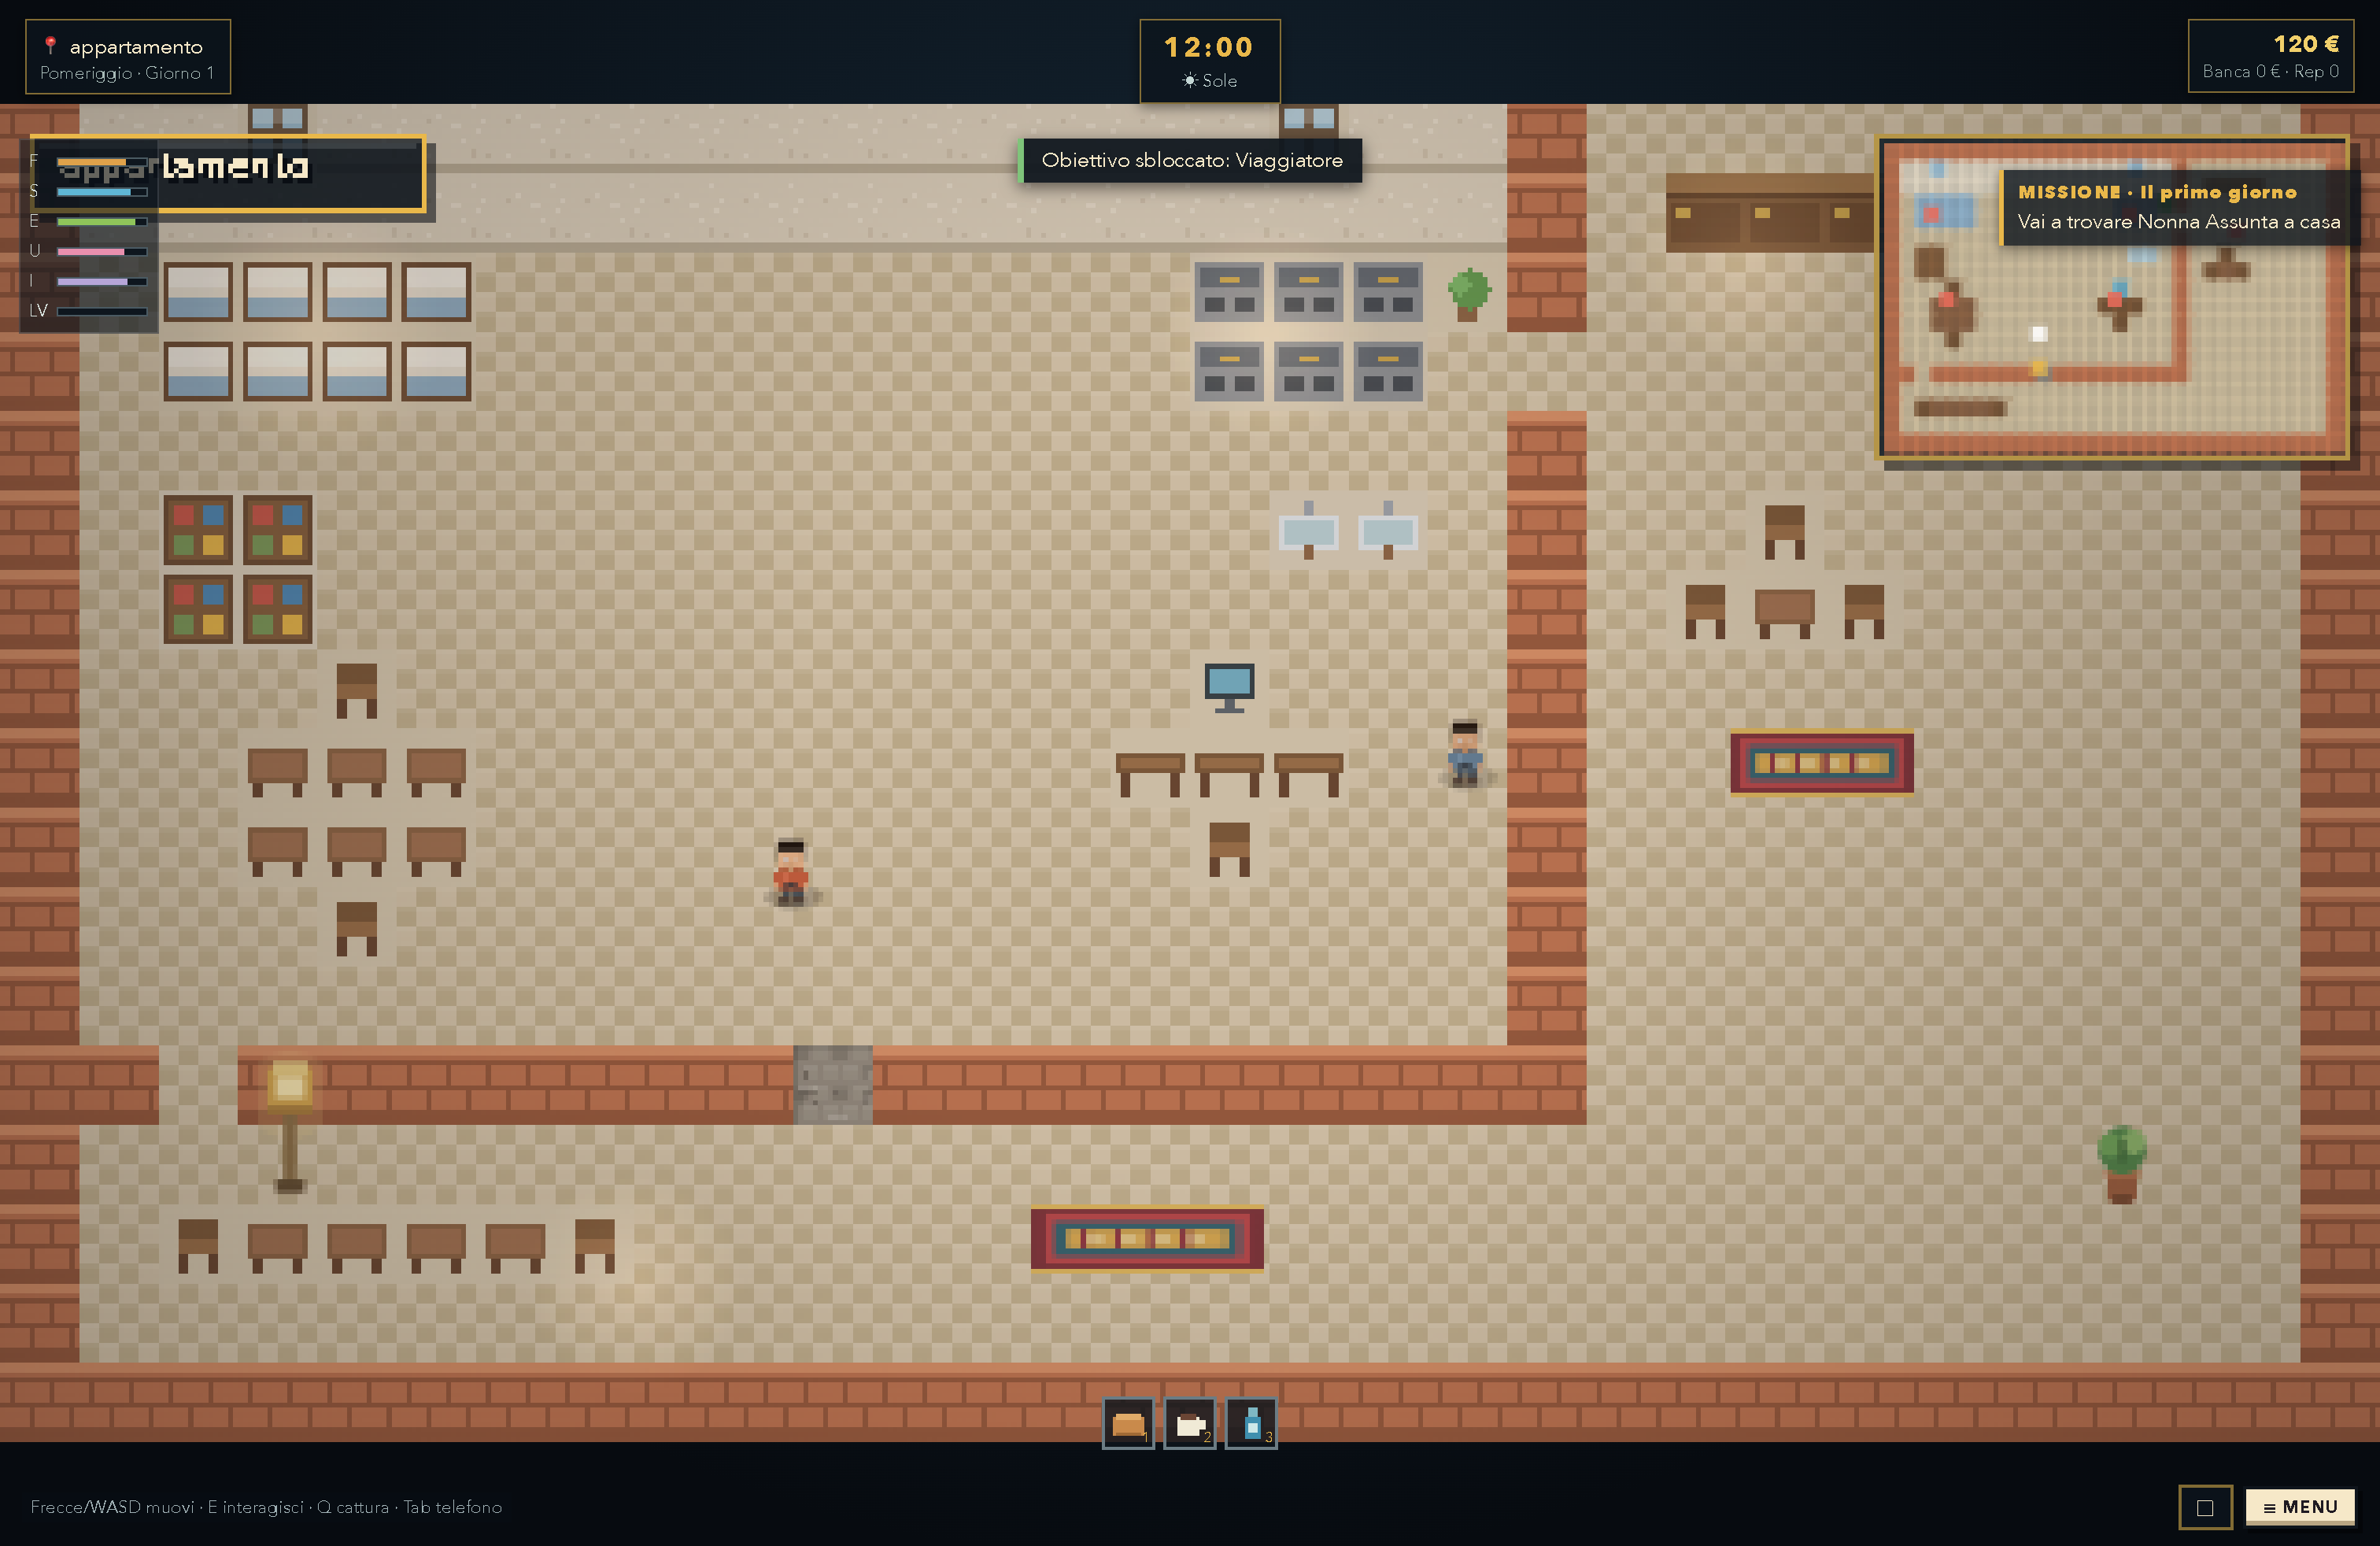 appartamento
Pomeriggio · Giorno 1
12:00
Sole
120 €
Banca 0 € · Rep 0
appartamento
F
S
E
U
I
LV
Obiettivo sbloccato: Viaggiatore
MISSIONE · Il primo giorno
Vai a trovare Nonna Assunta a casa
1
2
3
Frecce/WASD muovi · E interagisci · Q cattura · Tab telefono
≡ MENU